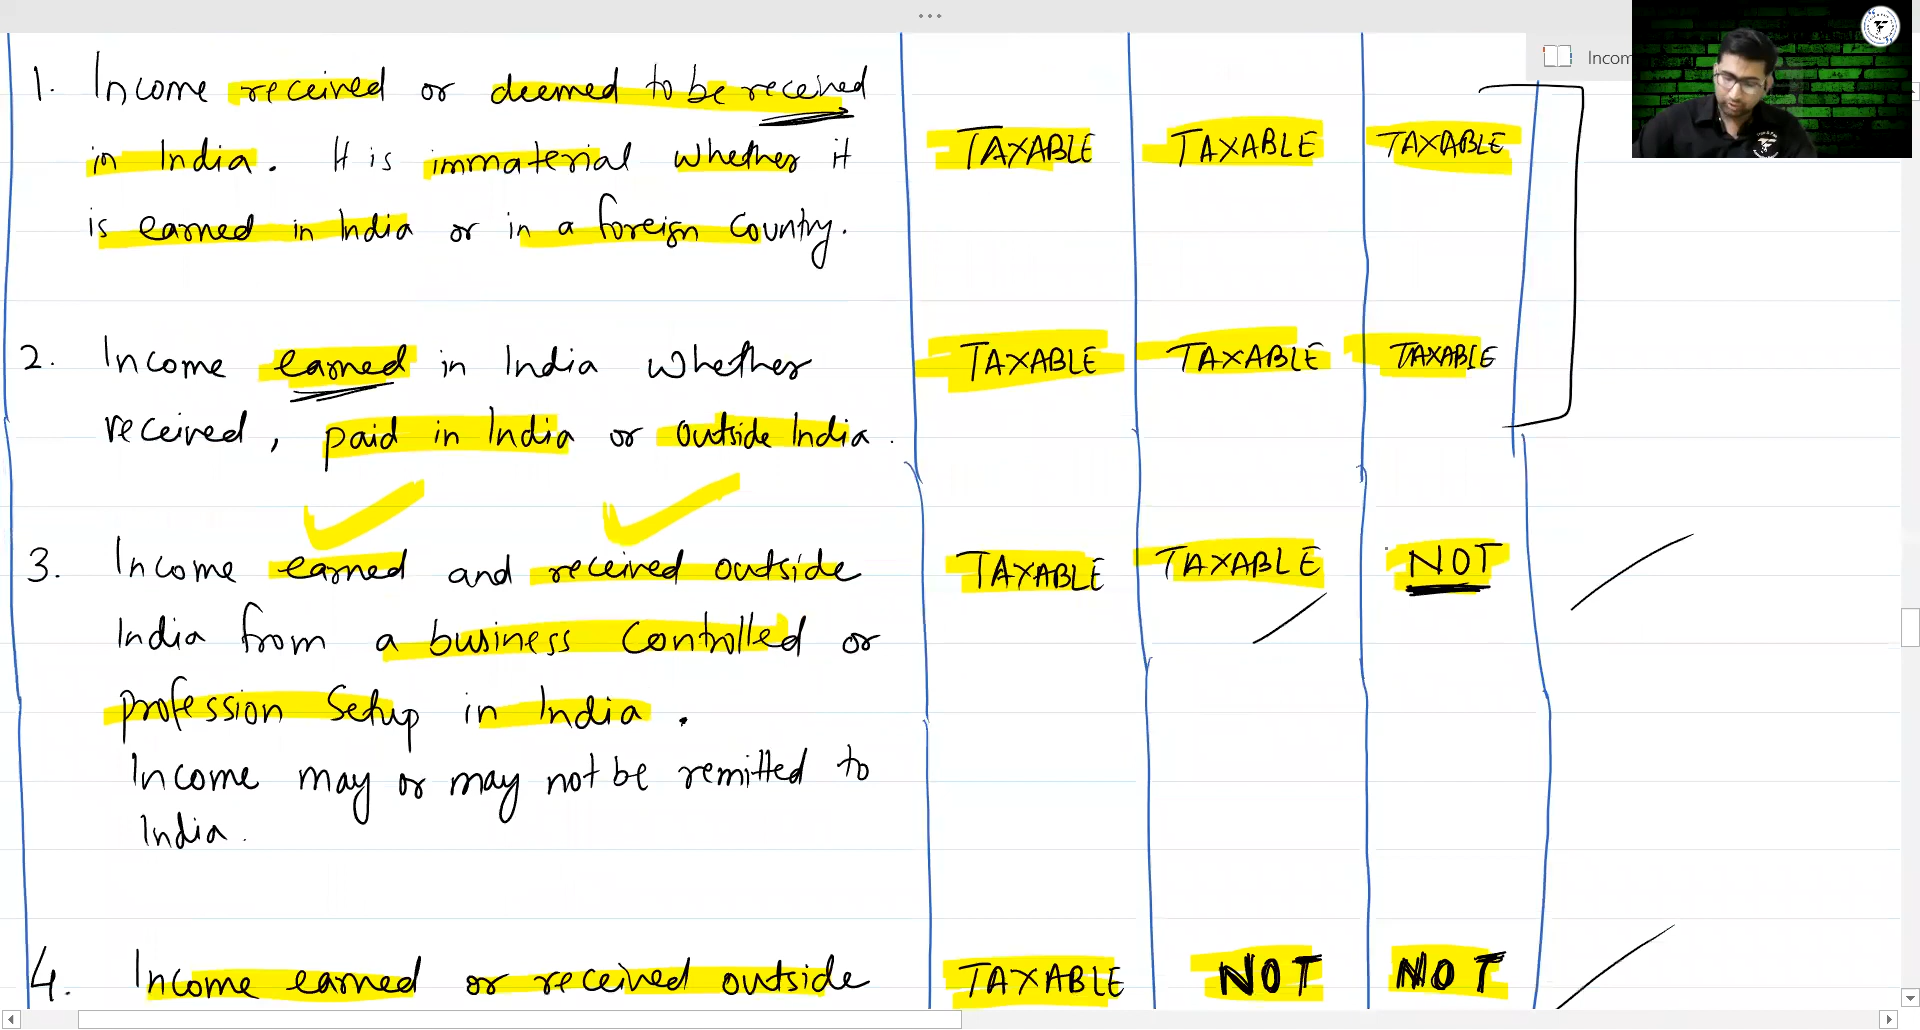 Incom
1. Income received or deemed to be received
in India. It is immaterial whether it
is earned in India or in a foreign country.
TAXABLE TAXABLE TAXABLE
2. Income earned in India whether
received, paid in India or outside India.
TAXABLE TAXABLE TAXABLE
3. Income earned and received outside
India from a business controlled or
profession setup in India.
Income may or may not be remitted to
India.
TAXABLE TAXABLE NOT
4. Income earned or received outside
TAXABLE NOT NOT